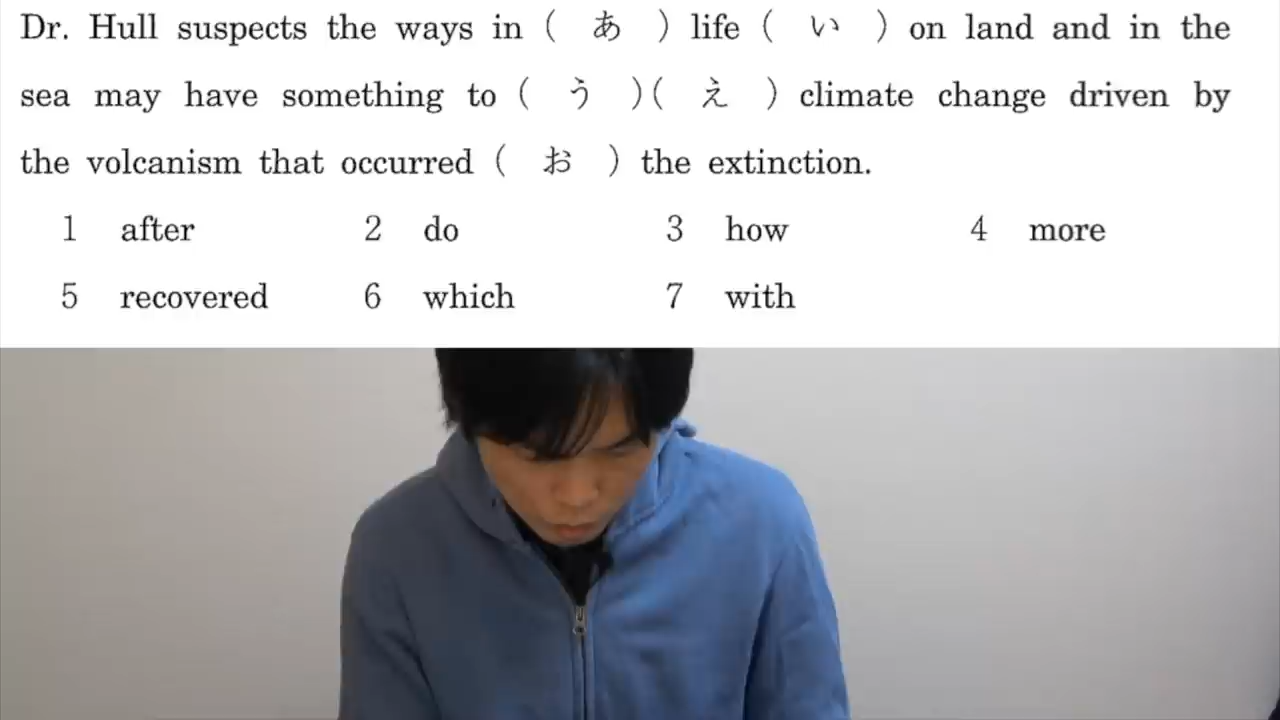 Dr. Hull suspects the ways in ( あ ) life ( い ) on land and in the
sea may have something to ( う )( え ) climate change driven by
the volcanism that occurred ( お ) the extinction.
1 after 2 do 3 how 4 more
5 recovered 6 which 7 with